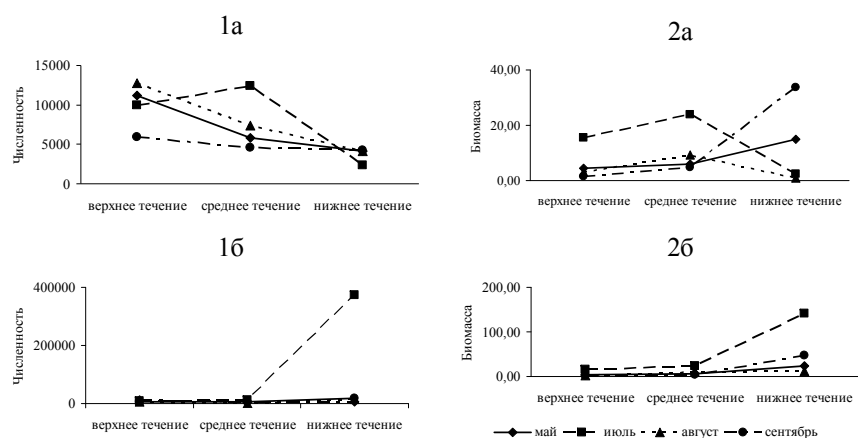 1а
Численность
15000
10000
5000
0
верхнее течение среднее течение нижнее течение
2а
Биомасса
40,00
20,00
0,00
верхнее течение среднее течение нижнее течение
1б
Численность
400000
200000
0
верхнее течение среднее течение нижнее течение
2б
Биомасса
200,00
100,00
0,00
верхнее течение среднее течение нижнее течение
май июль август сентябрь